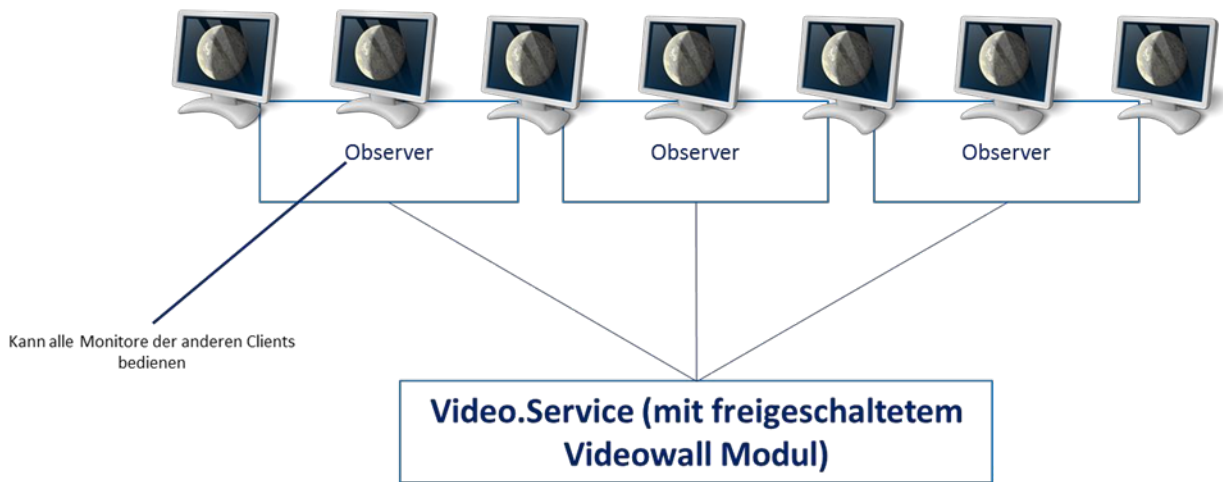 Observer
Observer
Observer
Kann alle Monitore der anderen Clients
bedienen
Video.Service (mit freigeschaltetem
Videowall Modul)